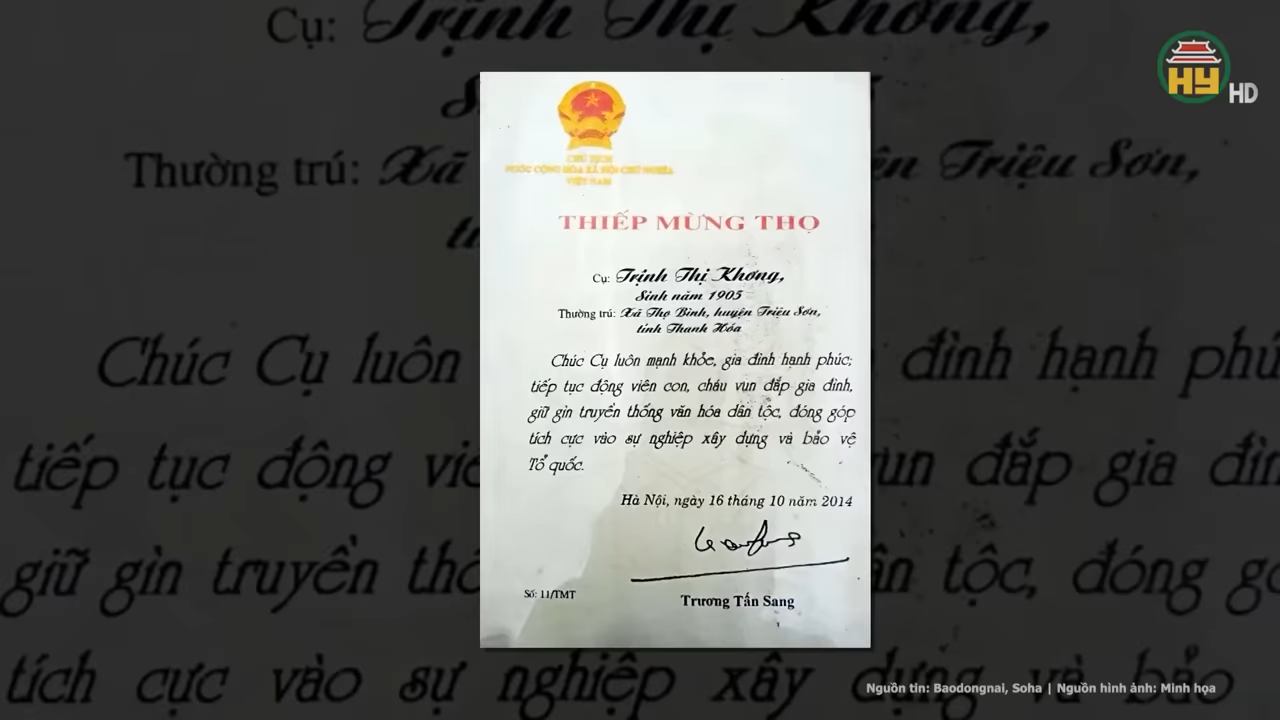 Cụ: Trịnh Thị Khơng,
HY
HD
Thường trú: Xã
ện Triệu Sơn,
CHỦ TỊCH
NƯỚC CỘNG HÒA XÃ HỘI CHỦ NGHĨA
VIỆT NAM
THIẾP MỪNG THỌ
Cụ: Trịnh Thị Khơng,
Sinh năm 1905
Thường trú: Xã Thọ Bình, huyện Triệu Sơn,
tỉnh Thanh Hóa
Chúc Cụ luôn mạnh khỏe, gia đình hạnh phúc;
tiếp tục động viên con, cháu vun đắp gia đình,
giữ gìn truyền thống văn hóa dân tộc, đóng góp
tích cực vào sự nghiệp xây dựng và bảo vệ
Tổ quốc.
Hà Nội, ngày 16 tháng 10 năm 2014
Số: 11/TMT
Trương Tấn Sang
Chúc Cụ luôn
đình hạnh phú
tiếp tục động viê
vun đắp gia đìn
giữ gìn truyền thố
ân tộc, đóng gó
tích cực vào sự nghiệp xây dựng và bảo
Nguồn tin: Baodongnai, Soha | Nguồn hình ảnh: Minh họa